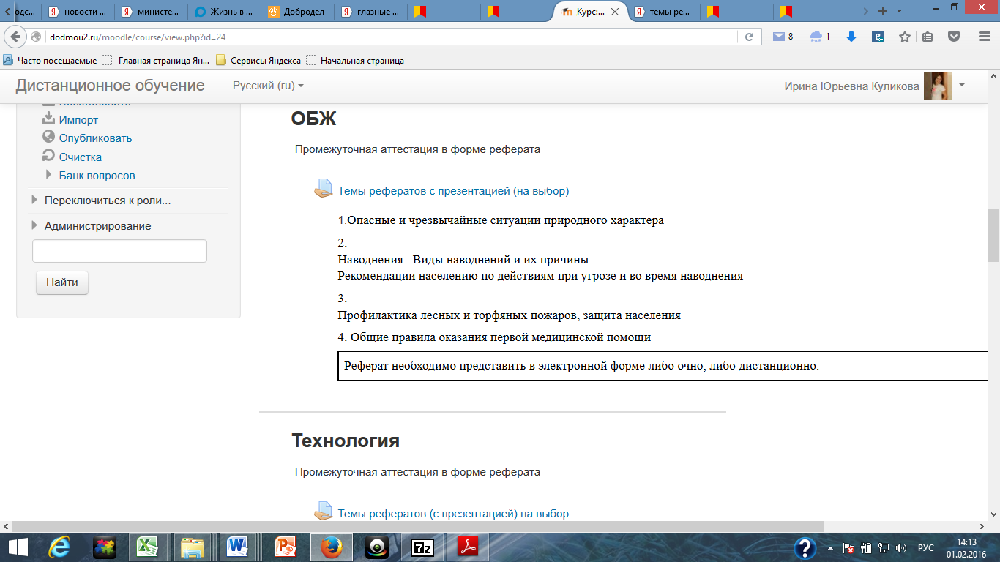 одс...
новости ...
министе...
Жизнь в ...
Добродел
глазные ...
Курс:...
темы ре...
dodmou2.ru/moodle/course/view.php?id=24
8
1
Часто посещаемые
Главная страница Ян...
Сервисы Яндекса
Начальная страница
Дистанционное обучение
Русский (ru)
Ирина Юрьевна Куликова
Восстановить
Импорт
Опубликовать
Очистка
Банк вопросов
Переключиться к роли...
Администрирование
Найти
ОБЖ
Промежуточная аттестация в форме реферата
Темы рефератов с презентацией (на выбор)
1.Опасные и чрезвычайные ситуации природного характера
2.
Наводнения. Виды наводнений и их причины.
Рекомендации населению по действиям при угрозе и во время наводнения
3.
Профилактика лесных и торфяных пожаров, защита населения
4. Общие правила оказания первой медицинской помощи
Реферат необходимо представить в электронной форме либо очно, либо дистанционно.
Технология
Промежуточная аттестация в форме реферата
Темы рефератов (с презентацией) на выбор
РУС
14:13
01.02.2016